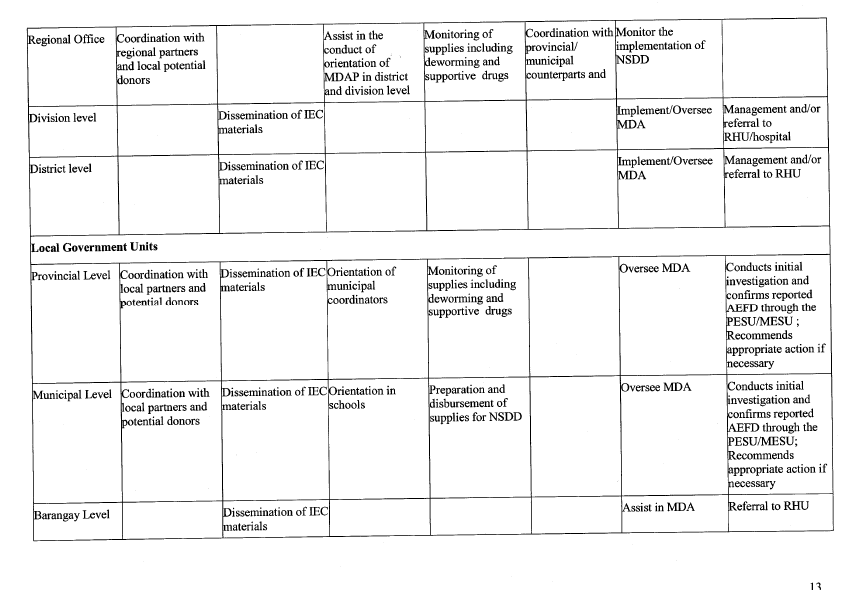 Regional Office
Coordination with
regional partners
and local potential
donors
Assist in the
conduct of
orientation of
MDAP in district
and division level
Monitoring of
supplies including
deworming and
supportive drugs
Coordination with
provincial/
municipal
counterparts and
Monitor the
implementation of
NSDD
Division level
Dissemination of IEC
materials
Implement/Oversee
MDA
Management and/or
referral to
RHU/hospital
District level
Dissemination of IEC
materials
Implement/Oversee
MDA
Management and/or
referral to RHU
Local Government Units
Provincial Level
Coordination with
local partners and
potential donors
Dissemination of IEC
materials
Orientation of
municipal
coordinators
Monitoring of
supplies including
deworming and
supportive drugs
Oversee MDA
Conducts initial
investigation and
confirms reported
AEFD through the
PESU/MESU ;
Recommends
appropriate action if
necessary
Municipal Level
Coordination with
local partners and
potential donors
Dissemination of IEC
materials
Orientation in
schools
Preparation and
disbursement of
supplies for NSDD
Oversee MDA
Conducts initial
investigation and
confirms reported
AEFD through the
PESU/MESU;
Recommends
appropriate action if
necessary
Barangay Level
Dissemination of IEC
materials
Assist in MDA
Referral to RHU
13